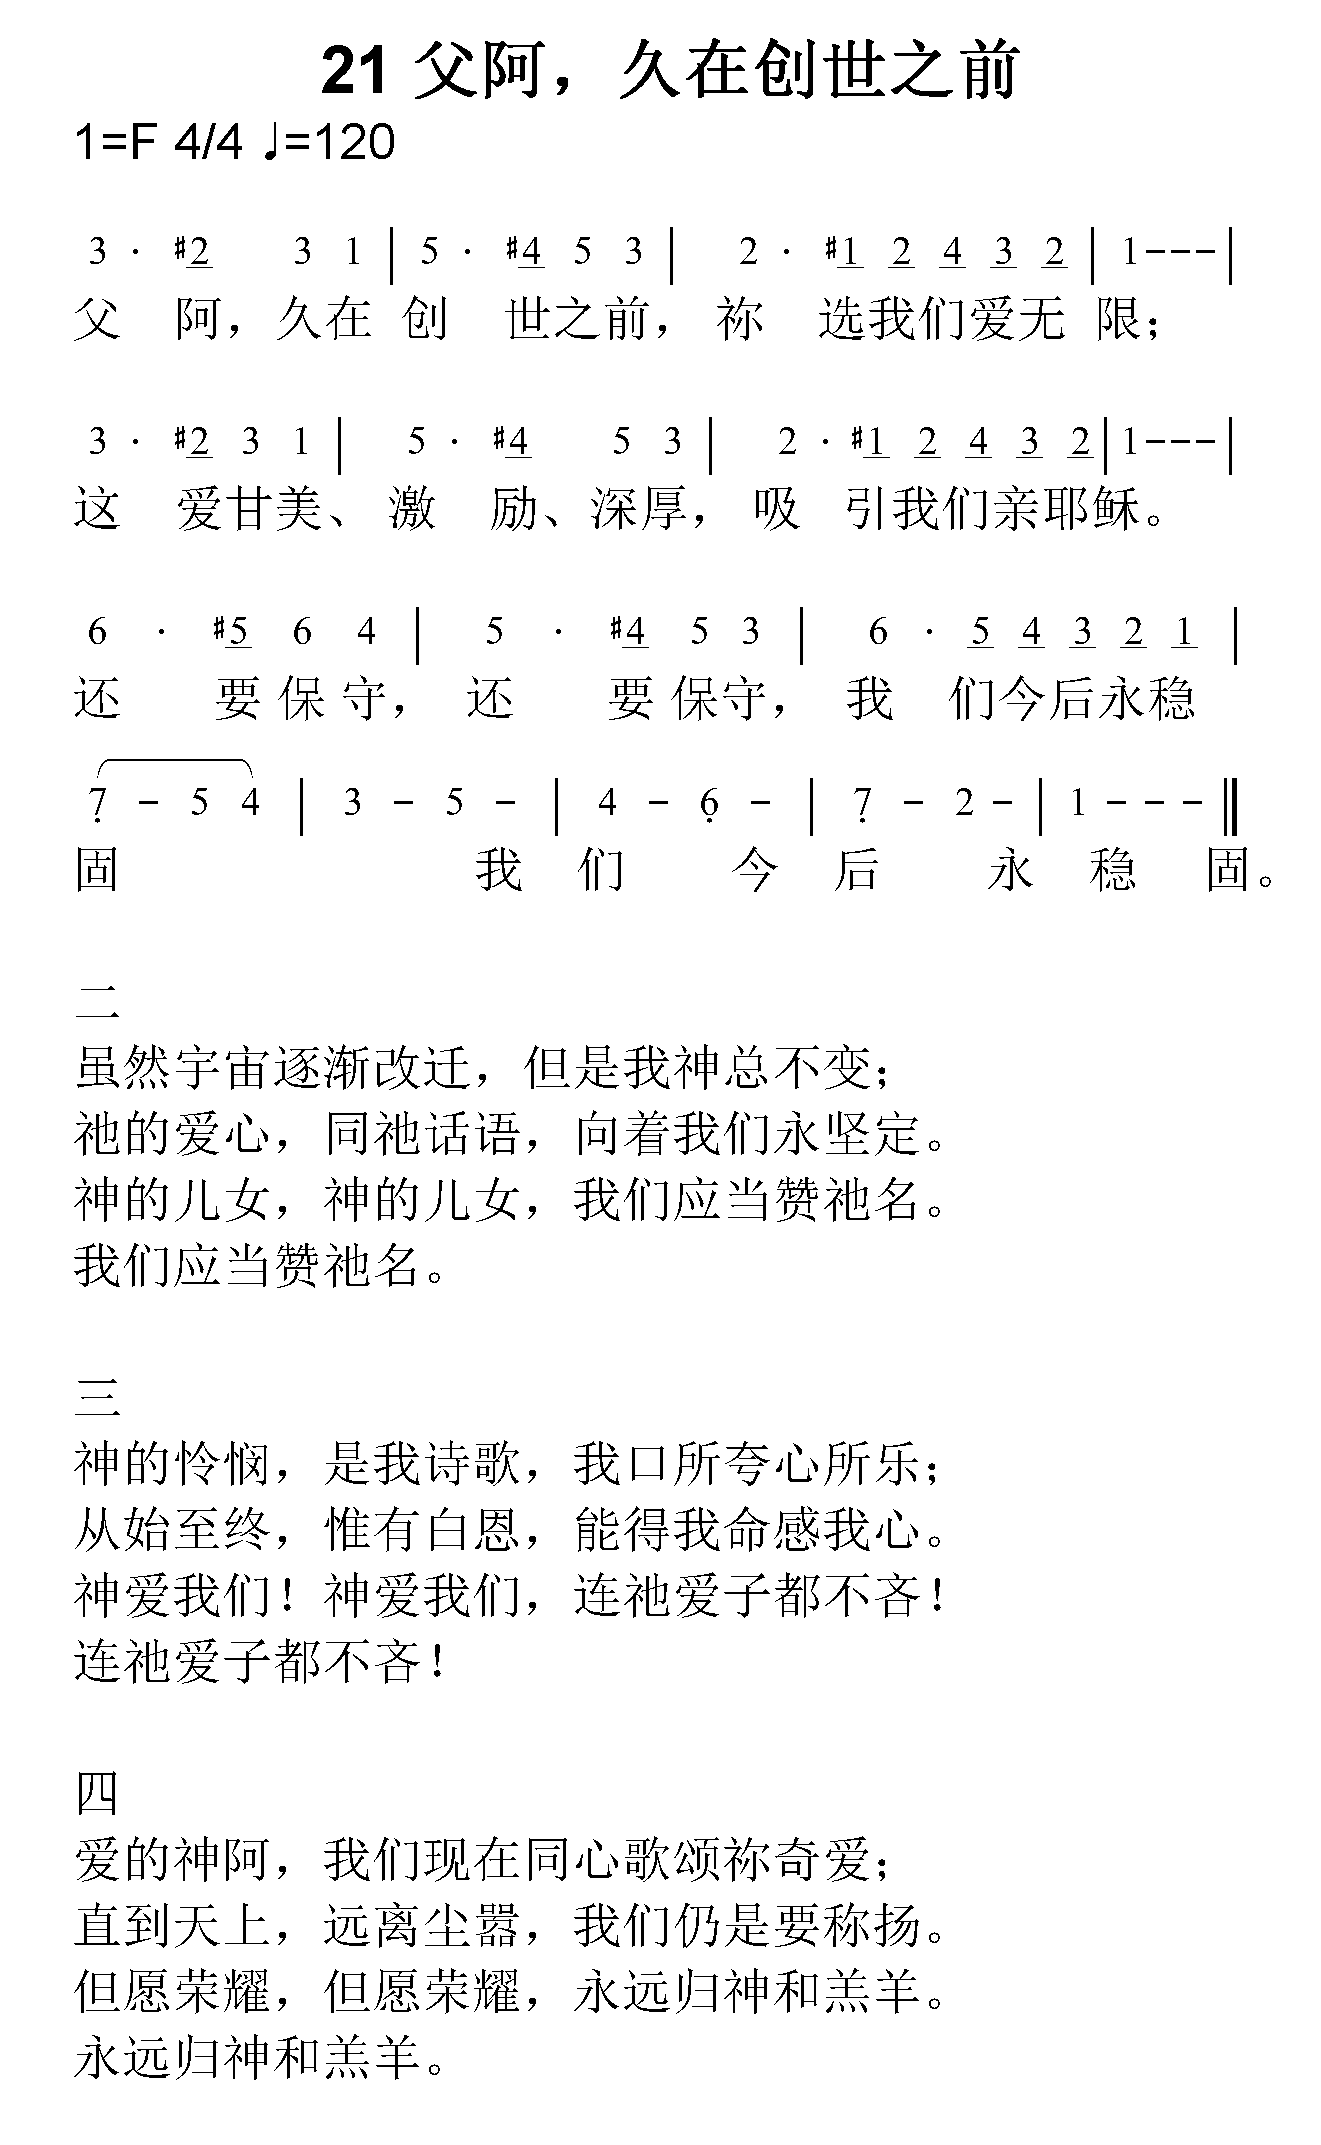 21 父阿，久在创世之前
1=F 4/4 ♩=120
3 · #2 3 1 | 5 · #4 5 3 | 2 · #1 2 4 3 2 | 1--- |
父 阿，久在 创 世之前， 祢 选我们爱无 限；
3 · #2 3 1 | 5 · #4 5 3 | 2 · #1 2 4 3 2 | 1--- |
这 爱甘美、激 励、深厚， 吸 引我们亲耶稣。
6 · #5 6 4 | 5 · #4 5 3 | 6 · 5 4 3 2 1 |
还 要 保 守， 还 要 保守， 我 们今后永稳
7̣ - 5 4 | 3 - 5 - | 4 - 6̣ - | 7̣ - 2 - | 1 - - - ‖
固 我 们 今 后 永 稳 固。
二
虽然宇宙逐渐改迁，但是我神总不变；
祂的爱心，同祂话语，向着我们永坚定。
神的儿女，神的儿女，我们应当赞祂名。
我们应当赞祂名。
三
神的怜悯，是我诗歌，我口所夸心所乐；
从始至终，惟有白恩，能得我命感我心。
神爱我们！神爱我们，连祂爱子都不吝！
连祂爱子都不吝！
四
爱的神阿，我们现在同心歌颂祢奇爱；
直到天上，远离尘嚣，我们仍是要称扬。
但愿荣耀，但愿荣耀，永远归神和羔羊。
永远归神和羔羊。